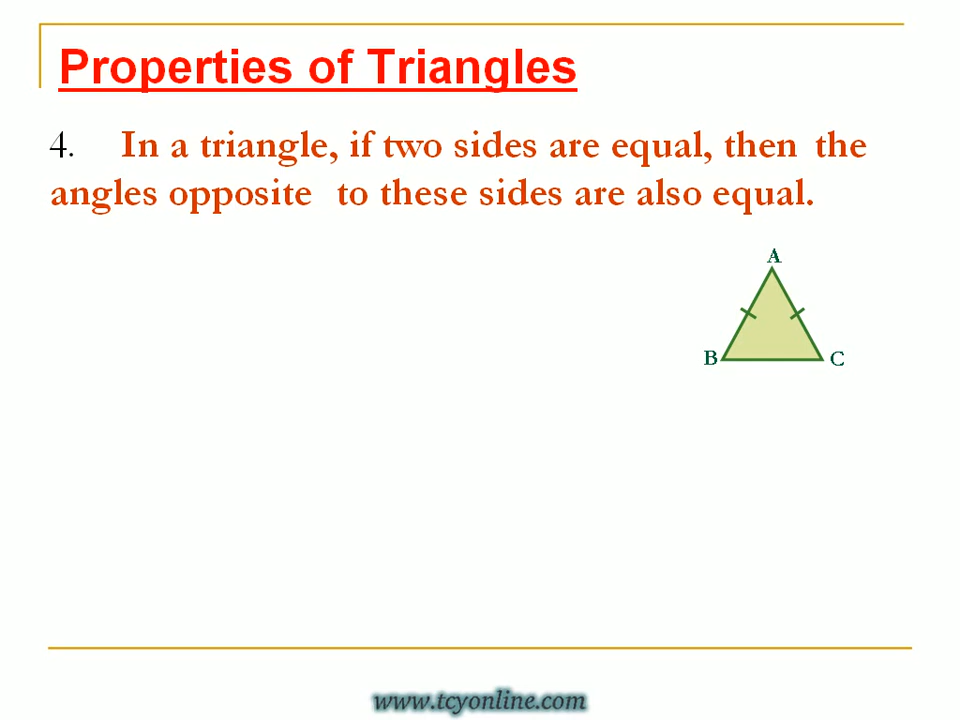 Properties of Triangles
4. In a triangle, if two sides are equal, then the
angles opposite to these sides are also equal.
A
B
C
www.tcyonline.com